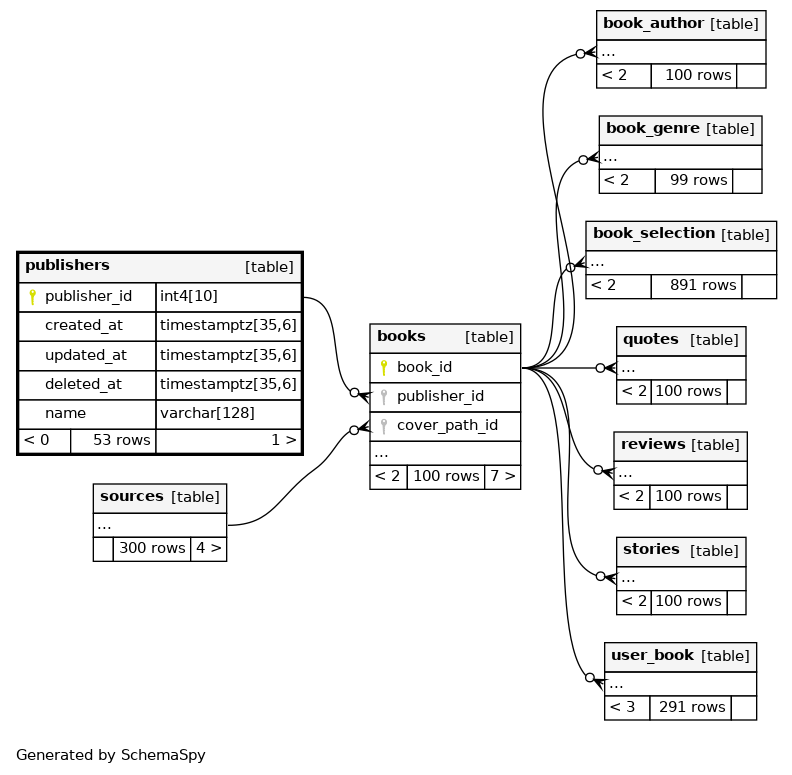 book_author [table]
...
< 2 100 rows
book_genre [table]
...
< 2 99 rows
book_selection [table]
...
< 2 891 rows
publishers [table]
publisher_id int4[10]
created_at timestamptz[35,6]
updated_at timestamptz[35,6]
deleted_at timestamptz[35,6]
name varchar[128]
< 0 53 rows 1 >
books [table]
book_id
publisher_id
cover_path_id
...
< 2 100 rows 7 >
sources [table]
...
300 rows 4 >
quotes [table]
...
< 2 100 rows
reviews [table]
...
< 2 100 rows
stories [table]
...
< 2 100 rows
user_book [table]
...
< 3 291 rows
Generated by SchemaSpy